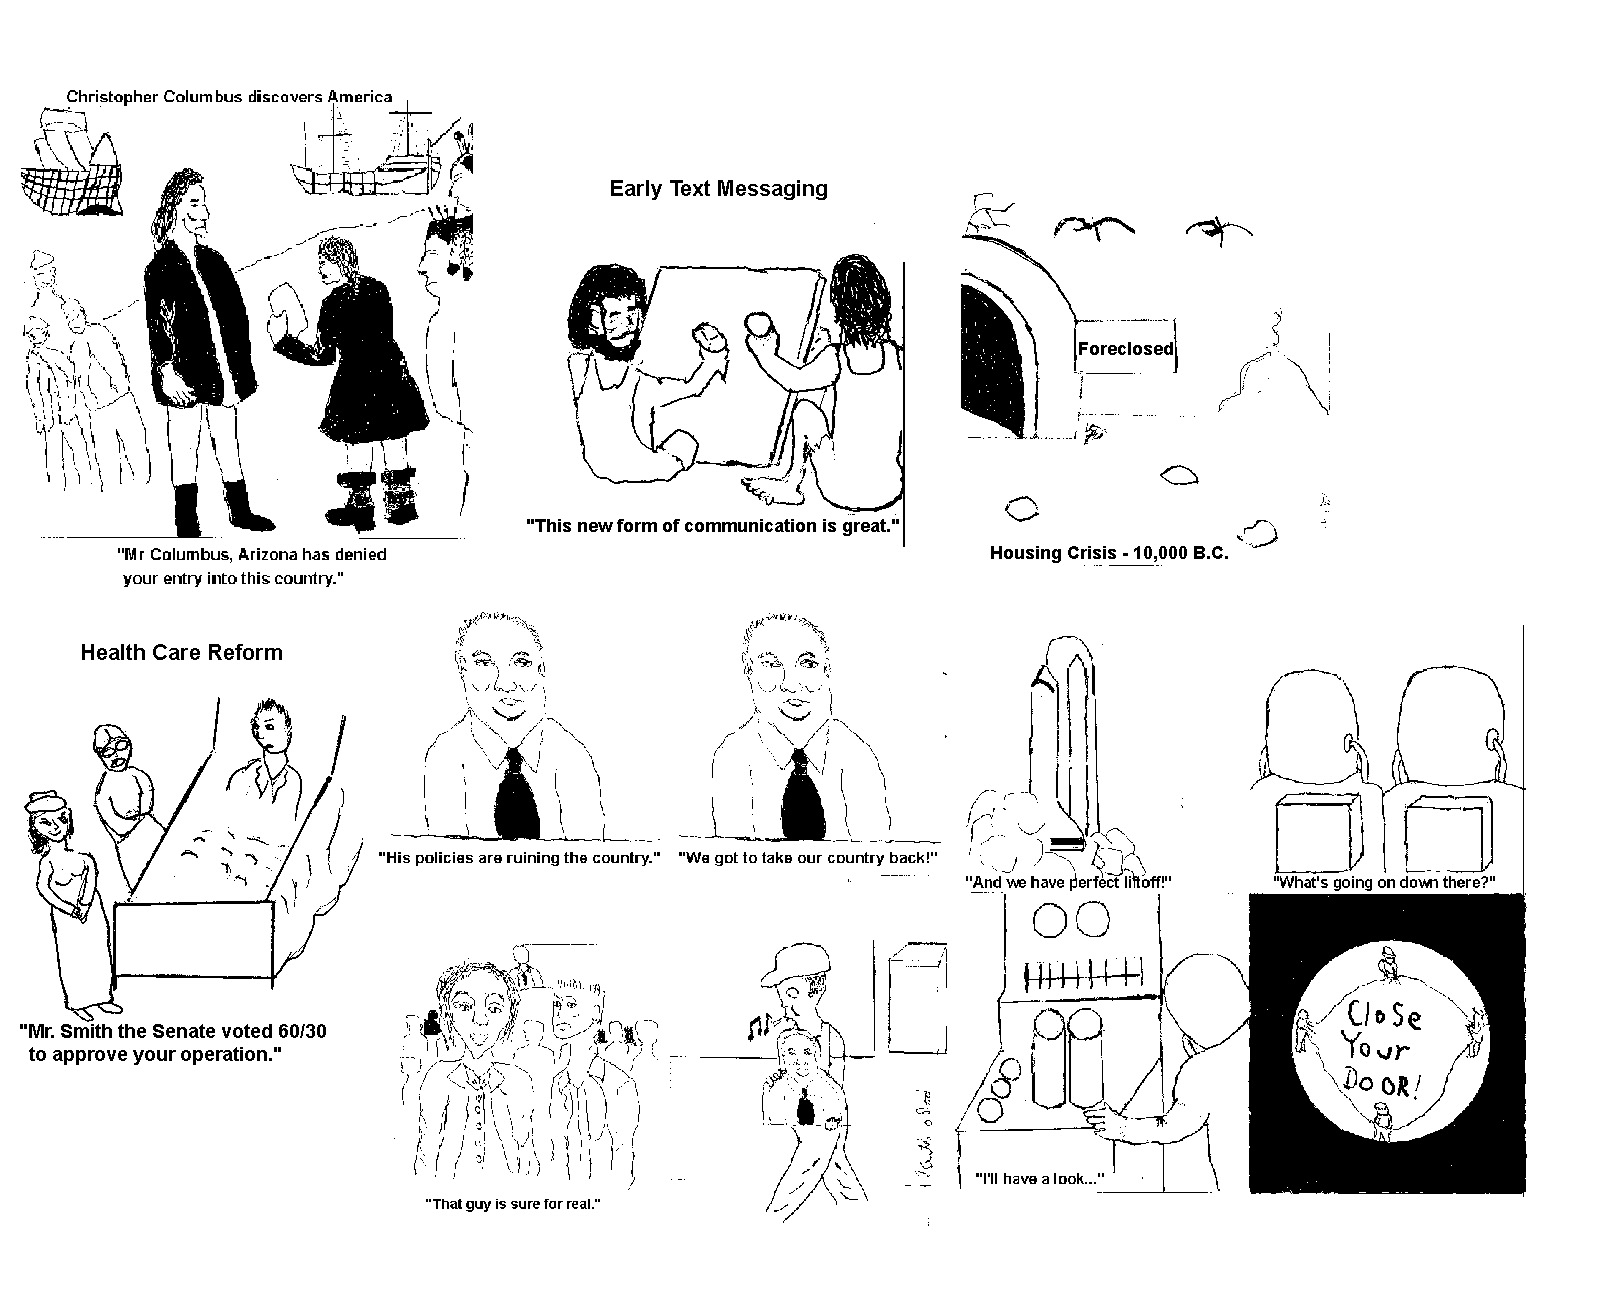 Christopher Columbus discovers America
"Mr Columbus, Arizona has denied
your entry into this country."
Early Text Messaging
"This new form of communication is great."
Foreclosed
Housing Crisis - 10,000 B.C.
Health Care Reform
"Mr. Smith the Senate voted 60/30
to approve your operation."
"His policies are ruining the country."
"We got to take our country back!"
"That guy is sure for real."
"And we have perfect liftoff!"
"What's going on down there?"
"I'll have a look..."
CloSe
Your
DOOR!